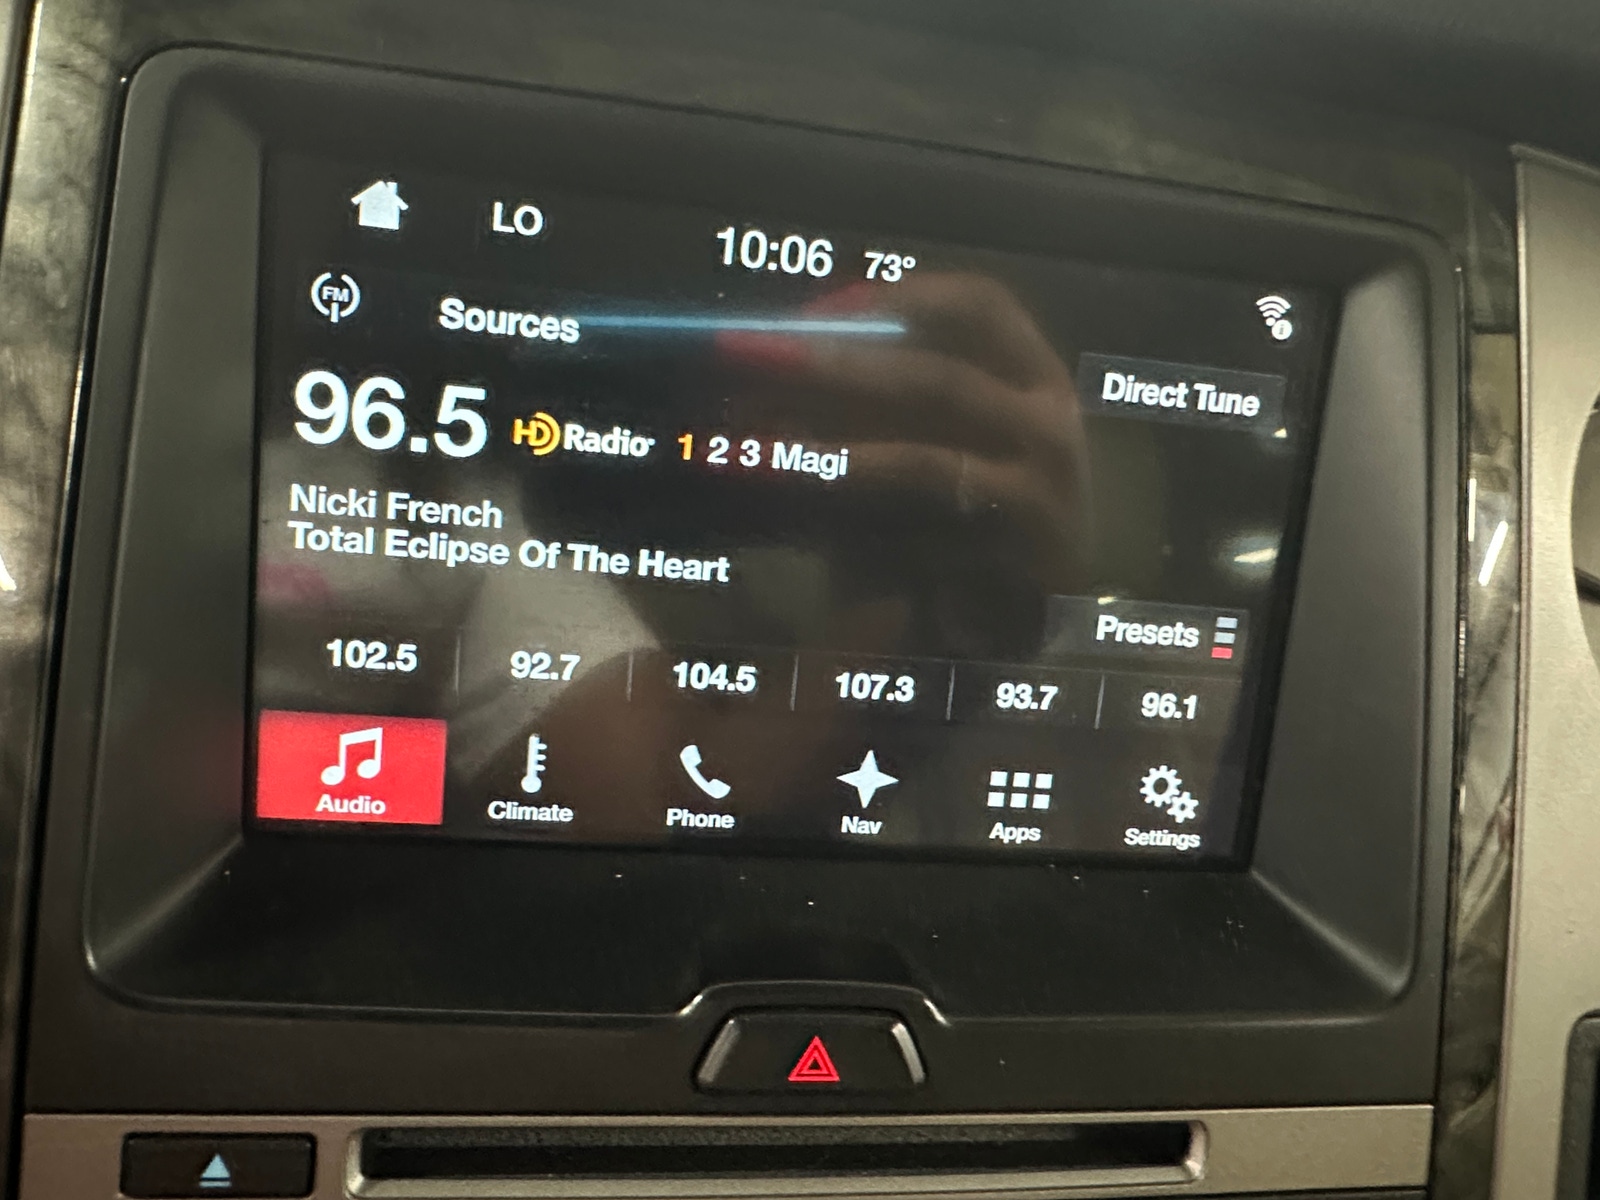 LO
10:06 73°
FM
Sources
Direct Tune
96.5 HD Radio 1 2 3 Magi
Nicki French
Total Eclipse Of The Heart
Presets
102.5 92.7 104.5 107.3 93.7 96.1
Audio Climate Phone Nav Apps Settings